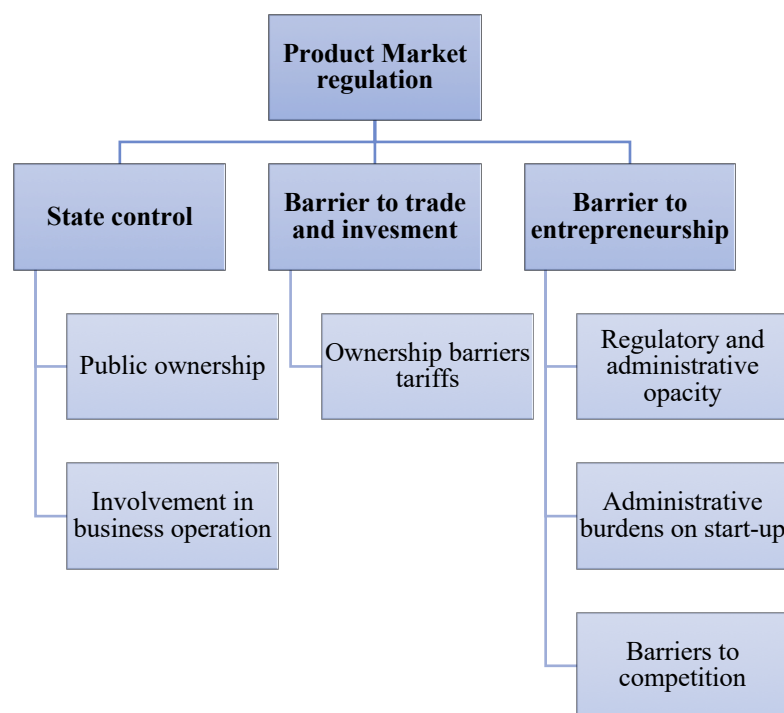 Product Market
regulation
State control
Barrier to trade
and invesment
Barrier to
entrepreneurship
Public ownership
Involvement in
business operation
Ownership barriers
tariffs
Regulatory and
administrative
opacity
Administrative
burdens on start-up
Barriers to
competition